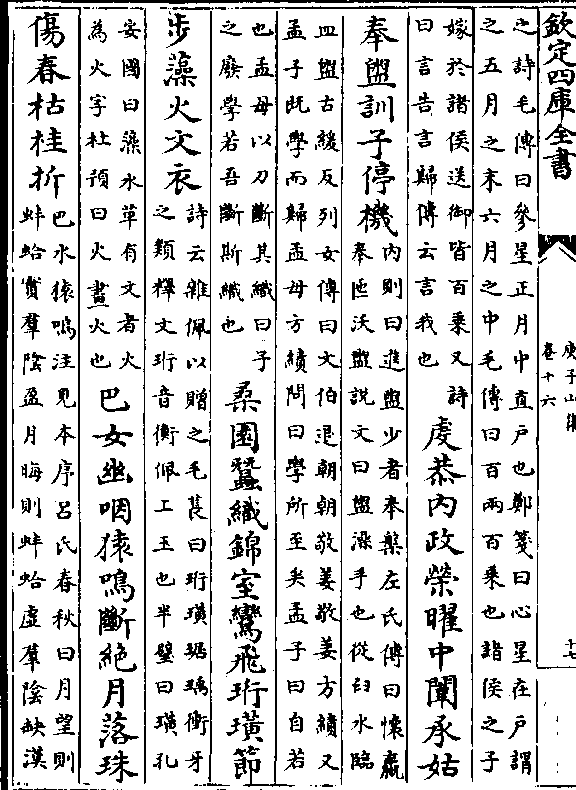 欽定四庫全書
庾子山集
卷十六
十七
之詩毛傳曰參星正月中直戶也鄭箋曰心星在戶謂
之五月之末六月之中毛傳曰百兩百乘也諸侯之子
嫁於諸侯送御皆百乘又詩
曰言告言歸傳云言我也
虔恭内政榮曜中闈承姑
奉盥訓子停機
内則曰進盥少者奉槃左氏傳曰懷嬴
奉匜沃盥說文曰盥澡手也從臼水臨
皿盥古緩反列女傳曰文伯退朝朝敬姜敬姜方績又
孟子既學而歸孟母方績問曰學所至矣孟子曰自若
也孟母以刀斷其織曰子
之廢學若吾斷斯織也
桑園蠶織錦室鸞飛珩璜節
步藻火文衣
詩云雜佩以贈之毛萇曰珩璜琚瑀衝牙
之類釋文珩音衡佩上玉也半璧曰璜孔
安國曰藻水草有文者火
為火字杜預曰火畫火也
巴女幽咽猿鳴斷絶月落珠
傷春枯桂折
巴水猿鳴注見本序吕氏春秋曰月望則
蚌蛤實羣陰盈月晦則蚌蛤虛羣陰缺漢